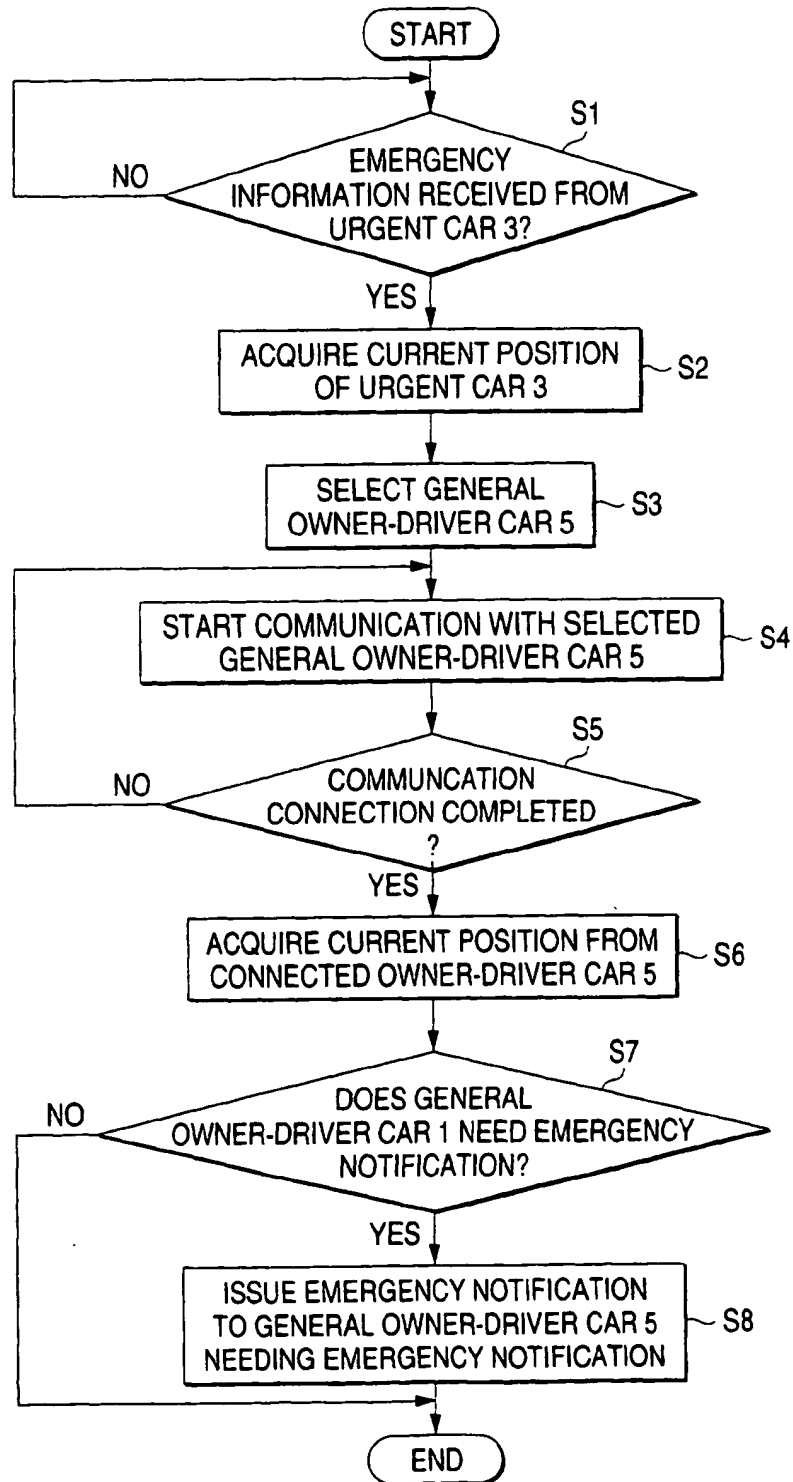 START
S1
EMERGENCY
INFORMATION RECEIVED FROM
URGENT CAR 3?
NO
YES
ACQUIRE CURRENT POSITION
OF URGENT CAR 3
S2
SELECT GENERAL
OWNER-DRIVER CAR 5
S3
START COMMUNICATION WITH SELECTED
GENERAL OWNER-DRIVER CAR 5
S4
S5
COMMUNCATION
CONNECTION COMPLETED
?
NO
YES
ACQUIRE CURRENT POSITION FROM
CONNECTED OWNER-DRIVER CAR 5
S6
S7
DOES GENERAL
OWNER-DRIVER CAR 1 NEED EMERGENCY
NOTIFICATION?
NO
YES
ISSUE EMERGENCY NOTIFICATION
TO GENERAL OWNER-DRIVER CAR 5
NEEDING EMERGENCY NOTIFICATION
S8
END